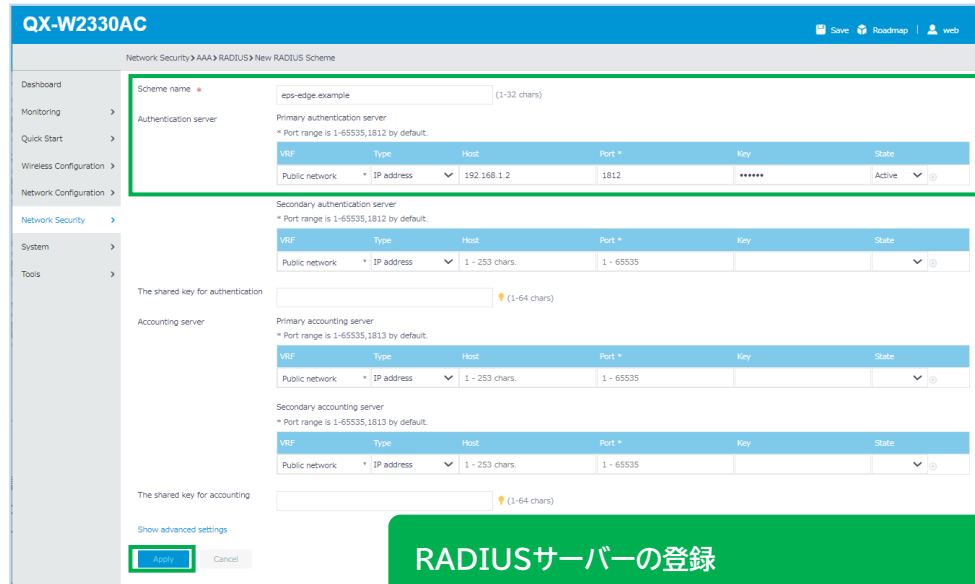 QX-W2330AC
Save Roadmap | web
Network Security > AAA > RADIUS > New RADIUS Scheme
Dashboard
Monitoring >
Quick Start >
Wireless Configuration >
Network Configuration >
Network Security >
System >
Tools >
Scheme name * eps-edge.example (1-32 chars)
Authentication server Primary authentication server
* Port range is 1-65535,1812 by default.
VRF Type Host Port * Key State
Public network * IP address 192.168.1.2 1812 •••••• Active
Secondary authentication server
* Port range is 1-65535,1812 by default.
VRF Type Host Port * Key State
Public network * IP address 1 - 253 chars. 1 - 65535
The shared key for authentication (1-64 chars)
Accounting server Primary accounting server
* Port range is 1-65535,1813 by default.
VRF Type Host Port * Key State
Public network * IP address 1 - 253 chars. 1 - 65535
Secondary accounting server
* Port range is 1-65535,1813 by default.
VRF Type Host Port * Key State
Public network * IP address 1 - 253 chars. 1 - 65535
The shared key for accounting (1-64 chars)
Show advanced settings
Apply Cancel
RADIUSサーバーの登録